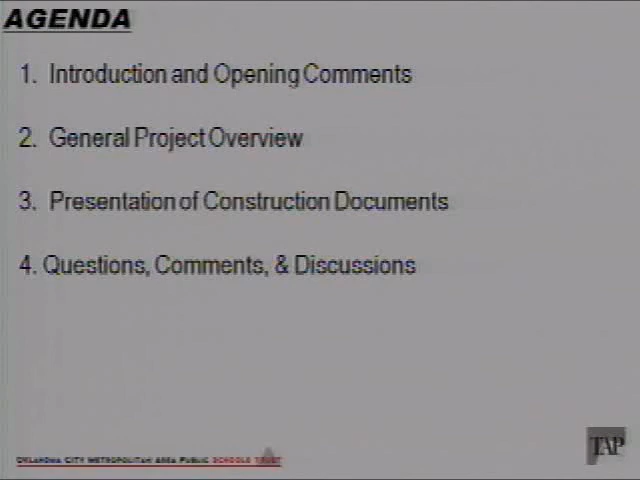 AGENDA
1. Introduction and Opening Comments
2. General Project Overview
3. Presentation of Construction Documents
4. Questions, Comments, & Discussions
TAP
OKLAHOMA CITY METROPOLITAN AREA PUBLIC SCHOOLS TRUST